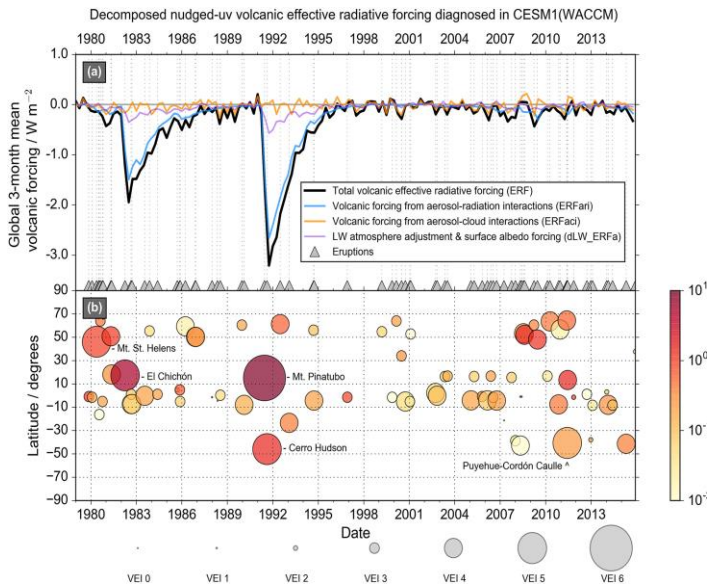 Decomposed nudged-uv volcanic effective radiative forcing diagnosed in CESM1(WACCM)
1980 1983 1986 1989 1992 1995 1998 2001 2004 2007 2010 2013
(a)
1.0
0.0
-1.0
-2.0
-3.0
Global 3-month mean
volcanic forcing / W m⁻²
Total volcanic effective radiative forcing (ERF)
Volcanic forcing from aerosol-radiation interactions (ERFari)
Volcanic forcing from aerosol-cloud interactions (ERFaci)
LW atmosphere adjustment & surface albedo forcing (dLW_ERFa)
Eruptions
(b)
90
70
50
30
10
−10
−30
−50
−70
−90
Latitude / degrees
- Mt. St. Helens
- El Chichón
- Mt. Pinatubo
- Cerro Hudson
Puyehue-Cordón Caulle
1980 1983 1986 1989 1992 1995 1998 2001 2004 2007 2010 2013
Date
10¹
10⁰
10⁻¹
VEI 0 VEI 1 VEI 2 VEI 3 VEI 4 VEI 5 VEI 6